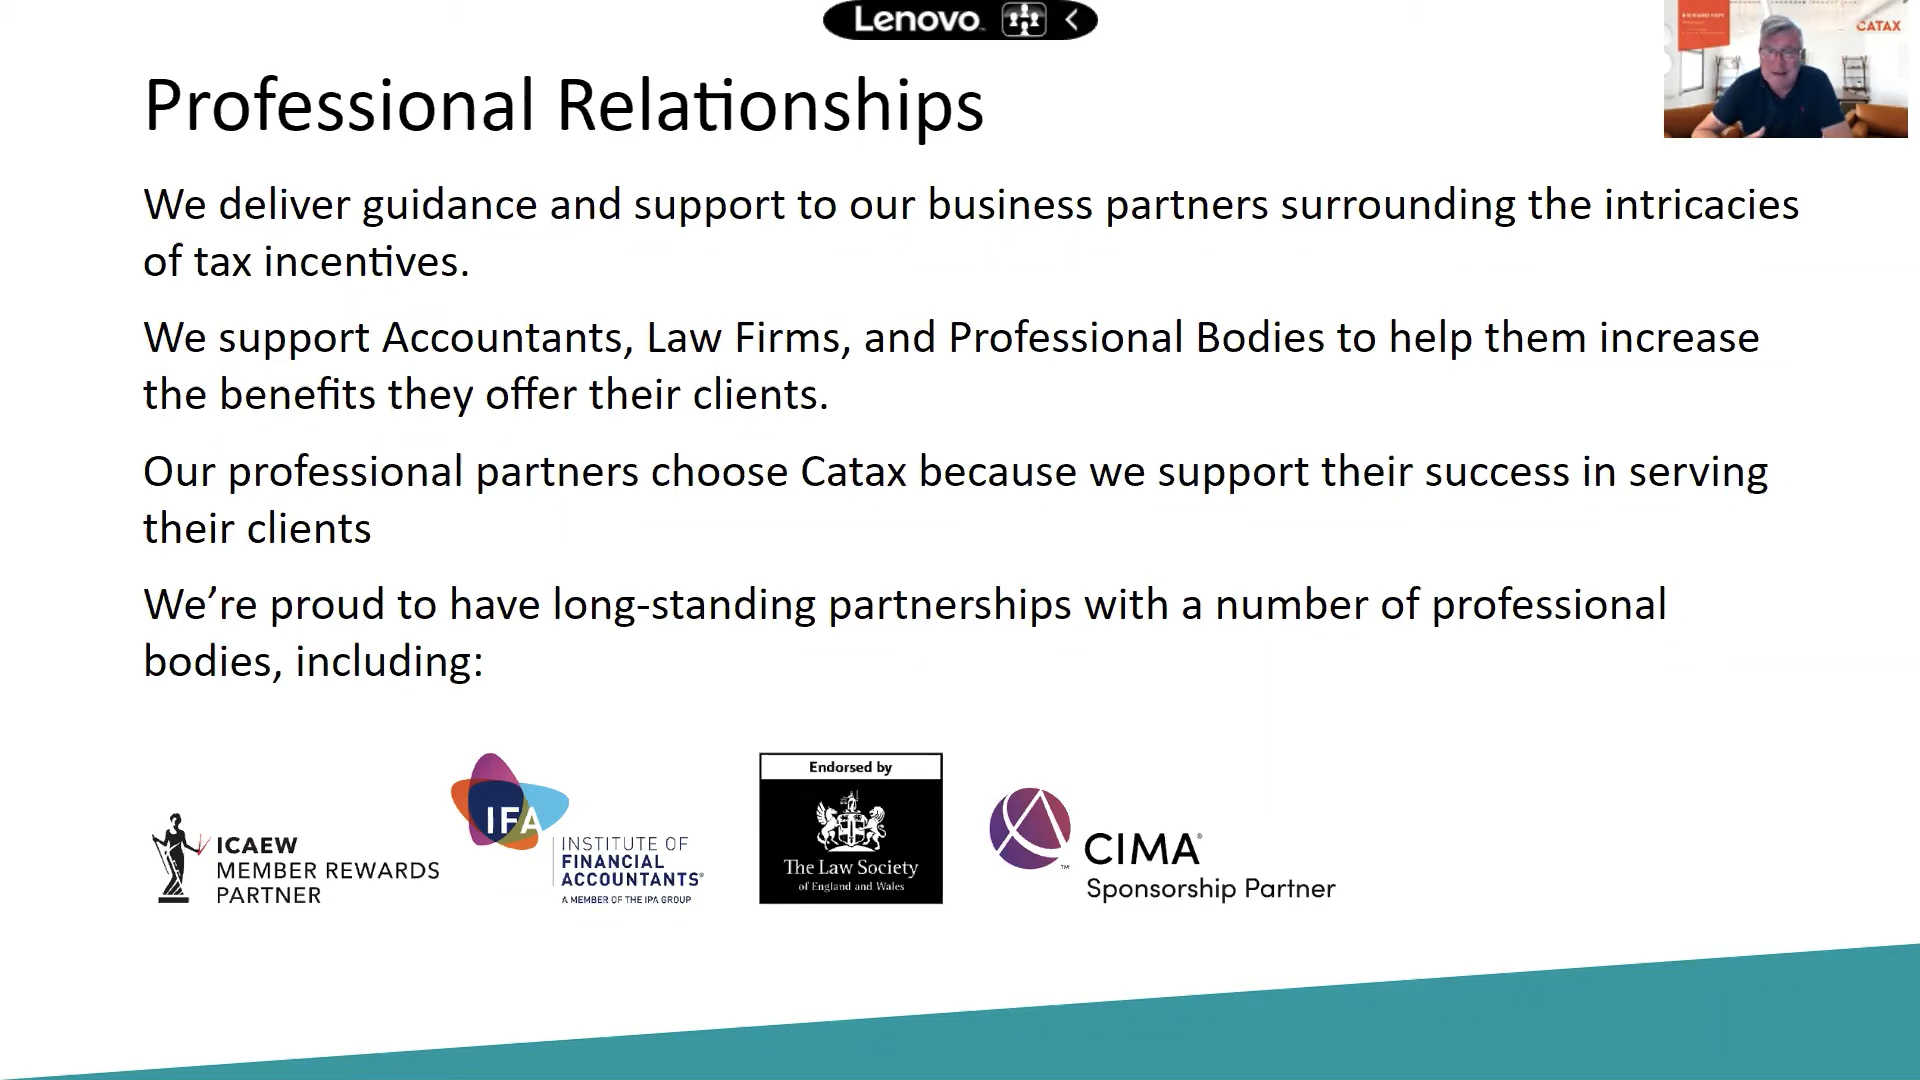 Lenovo
CATAX
Professional Relationships
We deliver guidance and support to our business partners surrounding the intricacies
of tax incentives.
We support Accountants, Law Firms, and Professional Bodies to help them increase
the benefits they offer their clients.
Our professional partners choose Catax because we support their success in serving
their clients
We’re proud to have long-standing partnerships with a number of professional
bodies, including:
ICAEW
MEMBER REWARDS
PARTNER
IFA
INSTITUTE OF
FINANCIAL
ACCOUNTANTS®
A MEMBER OF THE IPA GROUP
Endorsed by
The Law Society
of England and Wales
CIMA®
Sponsorship Partner